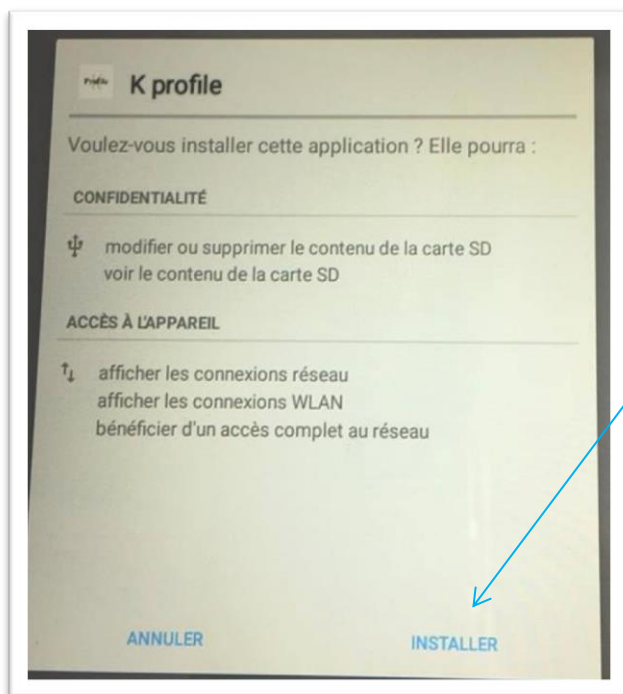 Profile K profile
Voulez-vous installer cette application ? Elle pourra :
CONFIDENTIALITÉ
modifier ou supprimer le contenu de la carte SD
voir le contenu de la carte SD
ACCÈS À L'APPAREIL
afficher les connexions réseau
afficher les connexions WLAN
bénéficier d'un accès complet au réseau
ANNULER INSTALLER